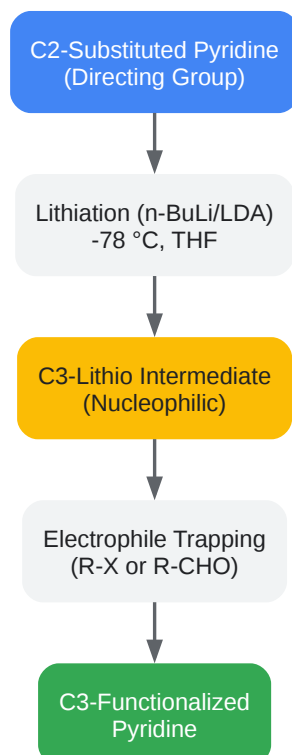 C2-Substituted Pyridine
(Directing Group)
Lithiation (n-BuLi/LDA)
-78 °C, THF
C3-Lithio Intermediate
(Nucleophilic)
Electrophile Trapping
(R-X or R-CHO)
C3-Functionalized
Pyridine